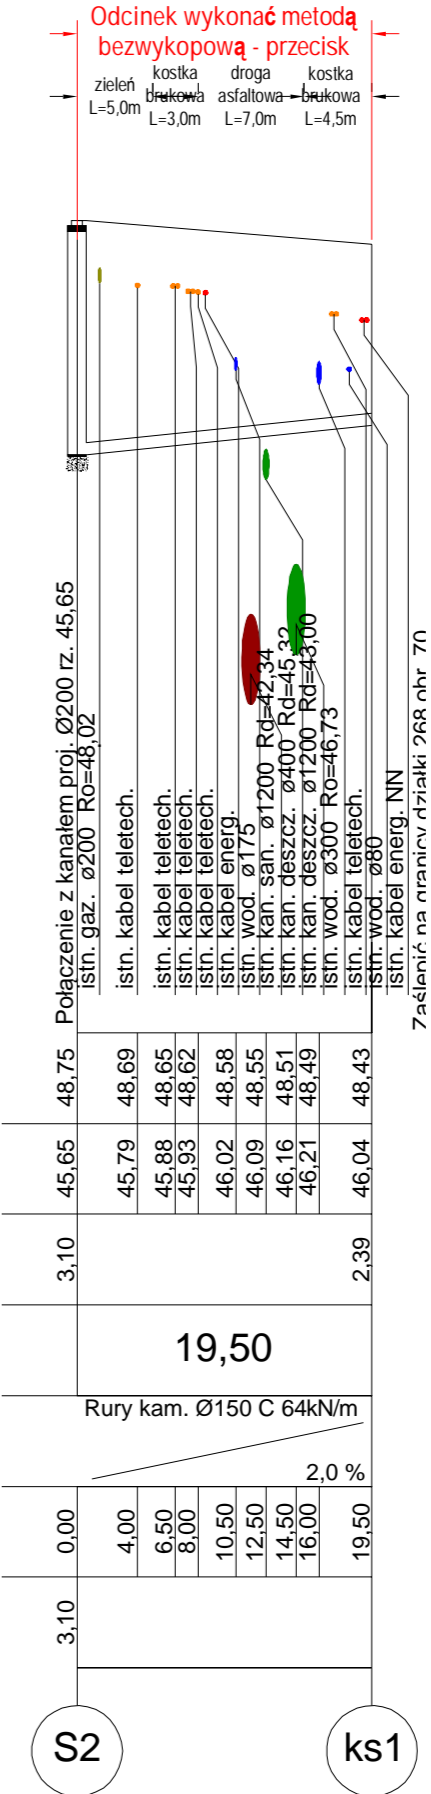 Odcinek wykonać metodą
bezwykopową - przecisk
zieleń
L=5,0m
kostka
brukowa
L=3,0m
droga
asfaltowa
L=7,0m
kostka
brukowa
L=4,5m
Połączenie z kanałem proj. Ø200 rz. 45,65
istn. gaz. ø200 Ro=48,02
istn. kabel teletech.
istn. kabel teletech.
istn. kabel teletech.
istn. kabel teletech.
istn. kabel energ.
istn. wod. ø175
istn. kan. san. ø1200 Rd=42,34
istn. kan. deszcz. ø400 Rd=45,32
istn. kan. deszcz. ø1200 Rd=43,00
istn. wod. ø300 Ro=46,73
istn. kabel teletech.
istn. wod. ø80
istn. kabel energ. NN
Zaślepić na granicy działki 268 obr. 70
48,75 48,69 48,65 48,62 48,58 48,55 48,51 48,49 48,43
45,65 45,79 45,88 45,93 46,02 46,09 46,16 46,21 46,04
3,10 2,39
19,50
Rury kam. Ø150 C 64kN/m
2,0 %
0,00 4,00 6,50 8,00 10,50 12,50 14,50 16,00 19,50
3,10
S2 ks1